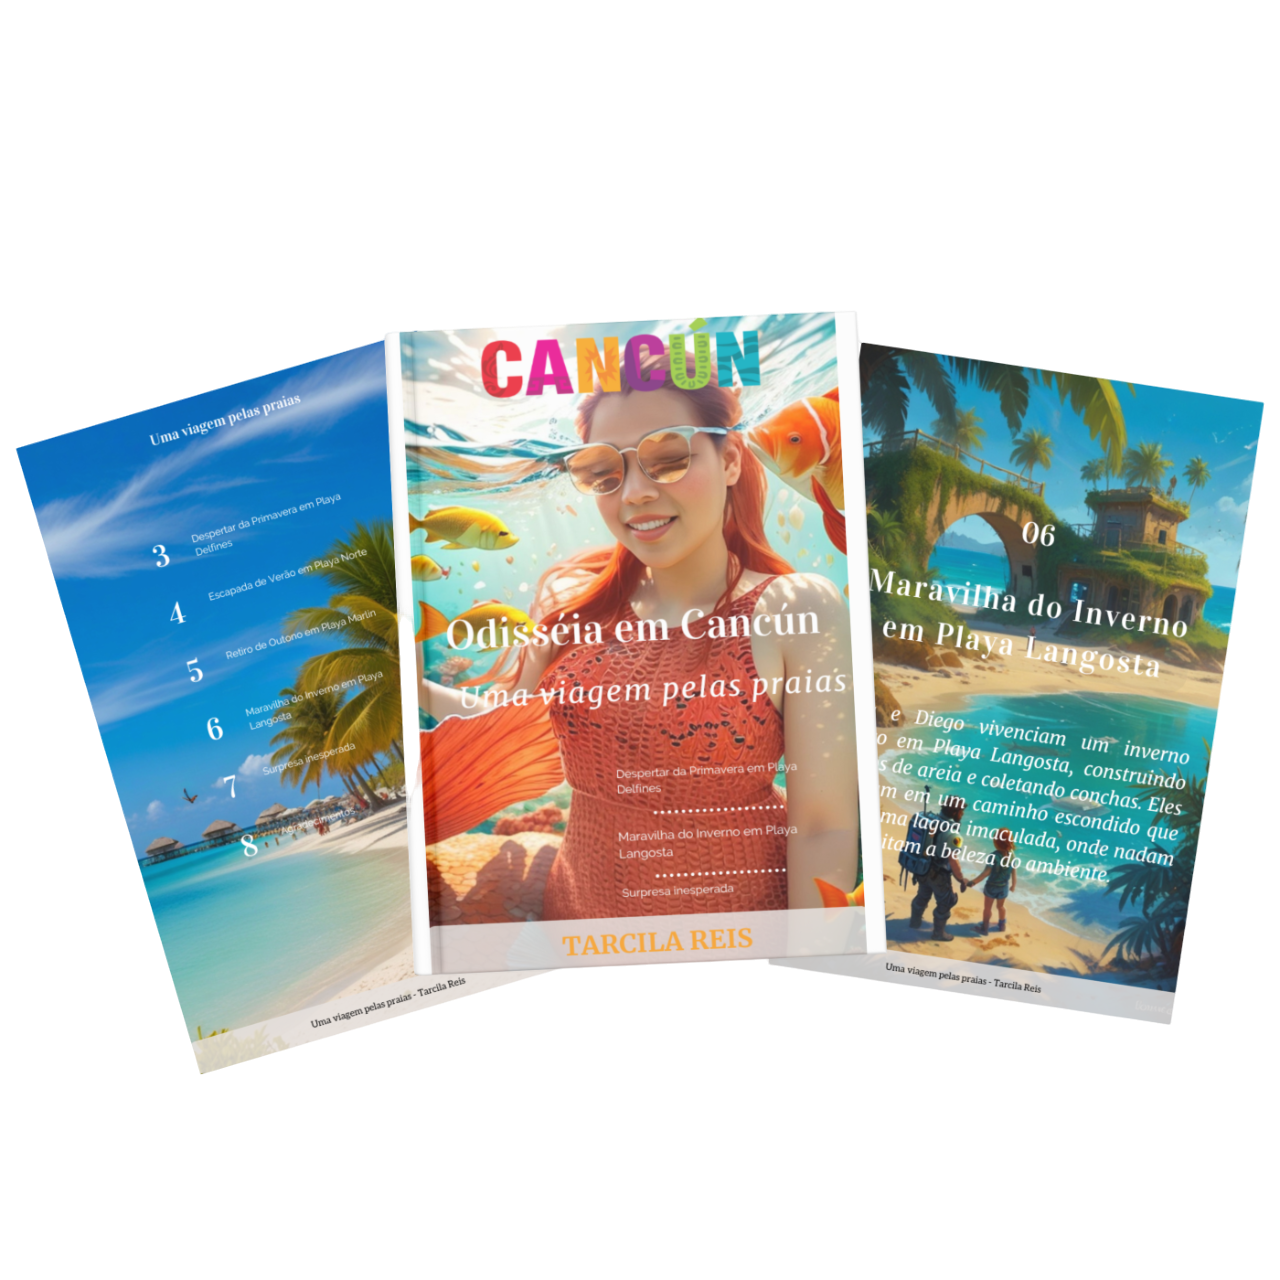 Uma viagem pelas praias
3
Despertar da Primavera em Playa
Delfines
4
Escapada de Verão em Playa Norte
5
Retiro de Outono em Playa Marlin
6
Maravilha do Inverno em Playa
Langosta
7
Surpresa inesperada
8
Agradecimentos
Uma viagem pelas praias - Tarcila Reis
CANCÚN
Odisséia em Cancún
Uma viagem pelas praias
Despertar da Primavera em Playa
Delfines
Maravilha do Inverno em Playa
Langosta
Surpresa inesperada
TARCILA REIS
06
Maravilha do Inverno
em Playa Langosta
e Diego vivenciam um inverno
o em Playa Langosta, construindo
s de areia e coletando conchas. Eles
m em um caminho escondido que
ma lagoa imaculada, onde nadam
itam a beleza do ambiente.
Uma viagem pelas praias - Tarcila Reis